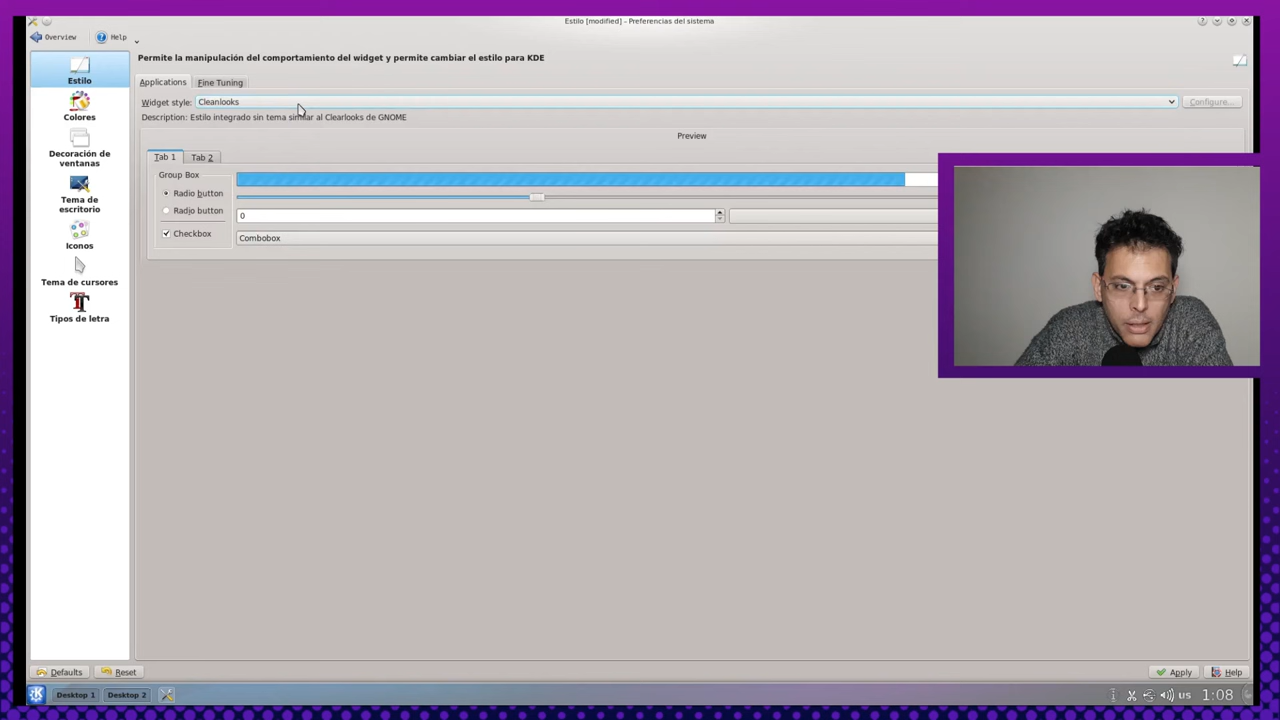 Estilo [modified] - Preferencias del sistema
Overview
Help
Permite la manipulación del comportamiento del widget y permite cambiar el estilo para KDE
Estilo
Colores
Decoración de
ventanas
Tema de
escritorio
Iconos
Tema de cursores
Tipos de letra
Applications
Fine Tuning
Widget style:
Cleanlooks
Configure...
Description: Estilo integrado sin tema similar al Clearlooks de GNOME
Preview
Tab 1
Tab 2
Group Box
Radio button
Radio button
Checkbox
0
Combobox
Defaults
Reset
Apply
Help
Desktop 1
Desktop 2
us
1:08